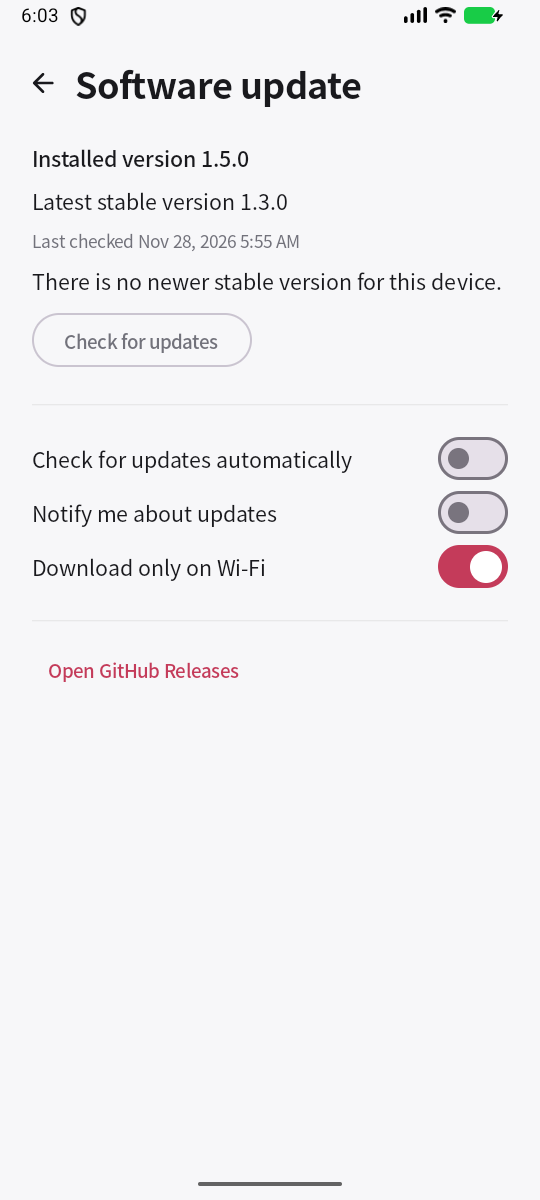 6:03
Software update
Installed version 1.5.0
Latest stable version 1.3.0
Last checked Nov 28, 2026 5:55 AM
There is no newer stable version for this device.
Check for updates
Check for updates automatically
Notify me about updates
Download only on Wi-Fi
Open GitHub Releases